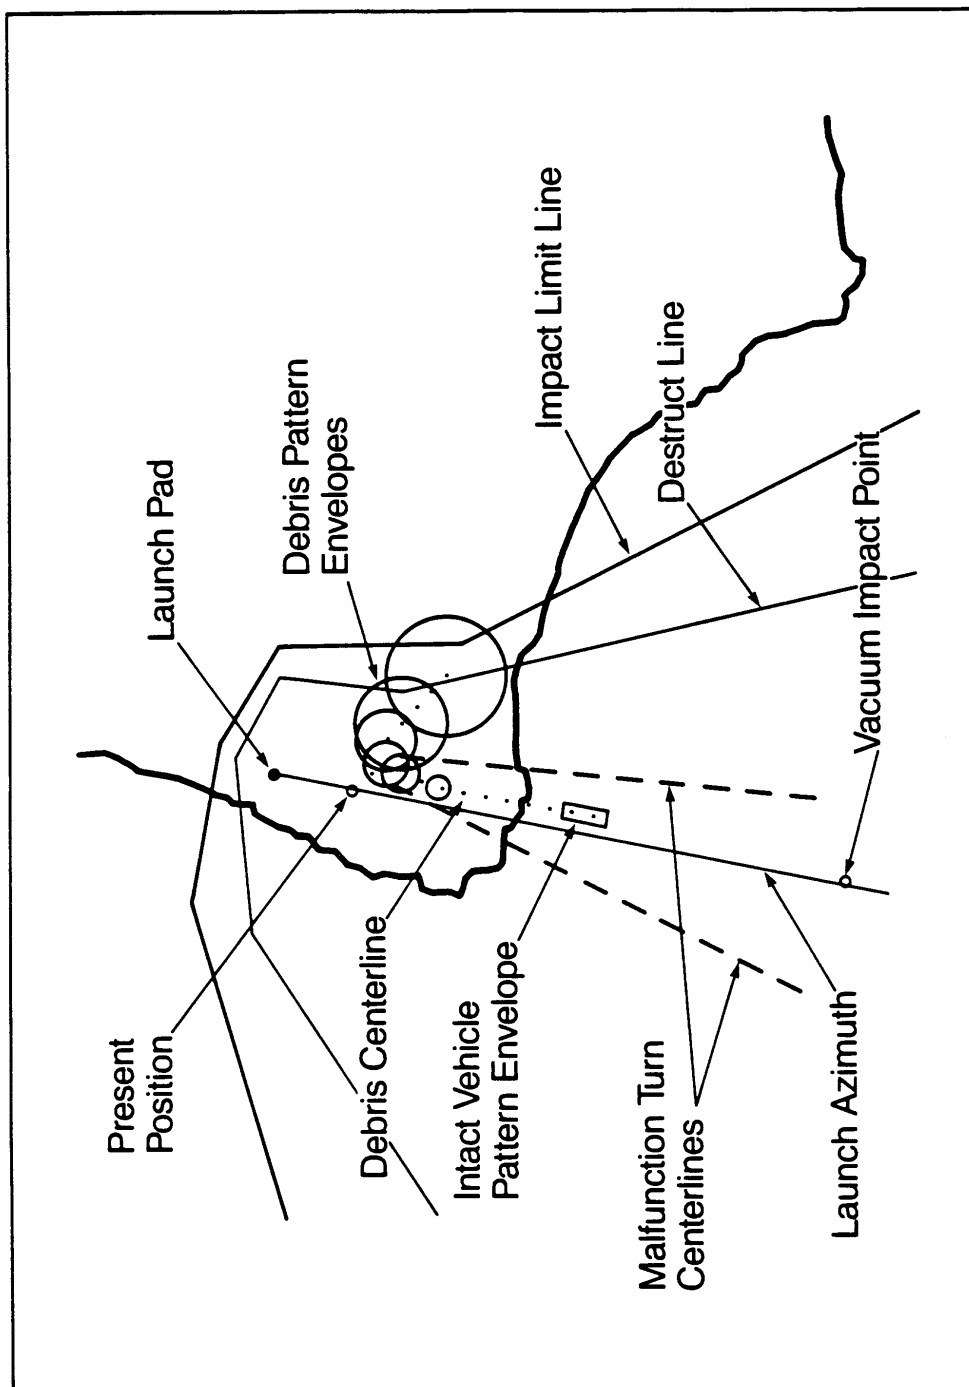 Launch Pad
Debris Pattern
Envelopes
Impact Limit Line
Destruct Line
Vacuum Impact Point
Present
Position
Debris Centerline
Intact Vehicle
Pattern Envelope
Malfunction Turn
Centerlines
Launch Azimuth